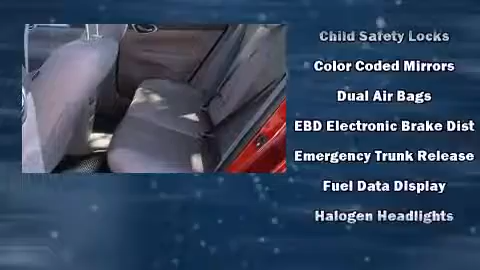 Child Safety Locks
Color Coded Mirrors
Dual Air Bags
EBD Electronic Brake Dist
Emergency Trunk Release
Fuel Data Display
Halogen Headlights